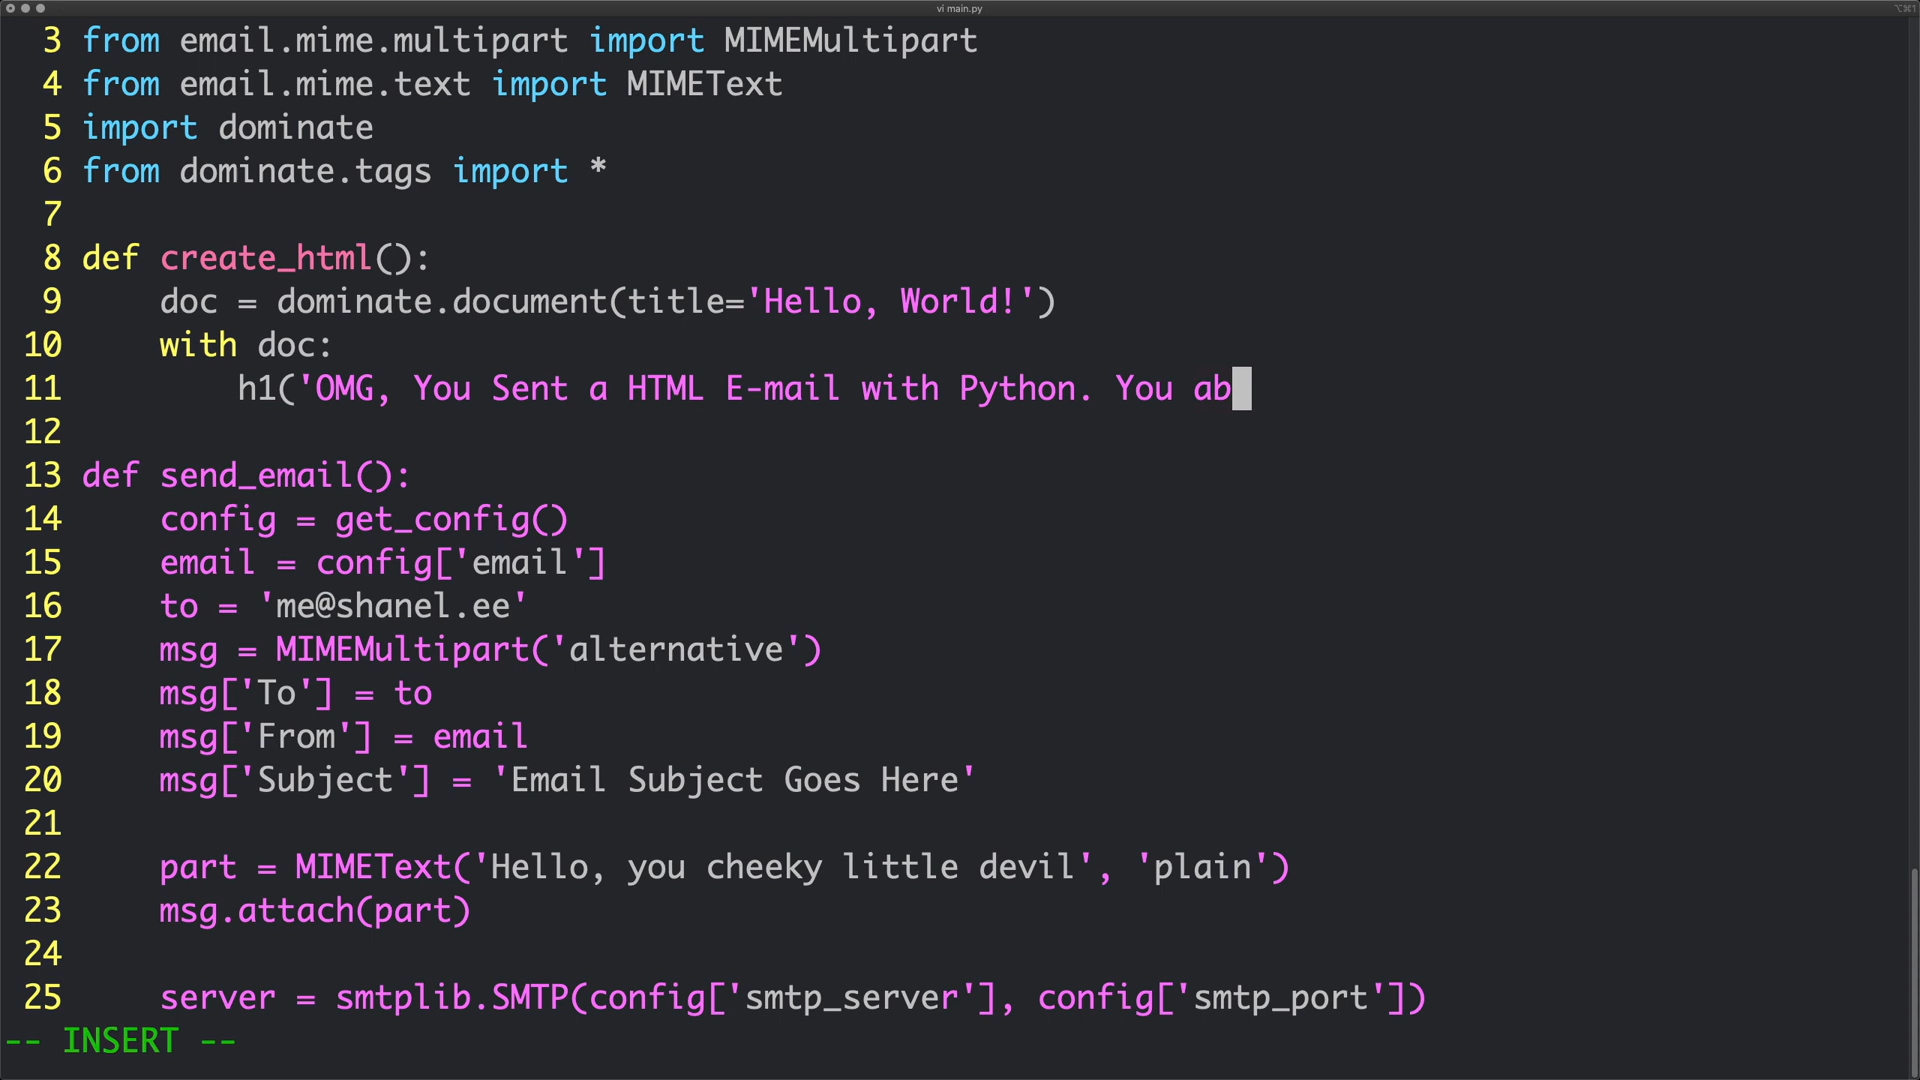 vi main.py
⌥⌘1
3 from email.mime.multipart import MIMEMultipart
4 from email.mime.text import MIMEText
5 import dominate
6 from dominate.tags import *
7
8 def create_html():
9     doc = dominate.document(title='Hello, World!')
10     with doc:
11         h1('OMG, You Sent a HTML E-mail with Python. You ab
12
13 def send_email():
14     config = get_config()
15     email = config['email']
16     to = 'me@shanel.ee'
17     msg = MIMEMultipart('alternative')
18     msg['To'] = to
19     msg['From'] = email
20     msg['Subject'] = 'Email Subject Goes Here'
21
22     part = MIMEText('Hello, you cheeky little devil', 'plain')
23     msg.attach(part)
24
25     server = smtplib.SMTP(config['smtp_server'], config['smtp_port'])
-- INSERT --